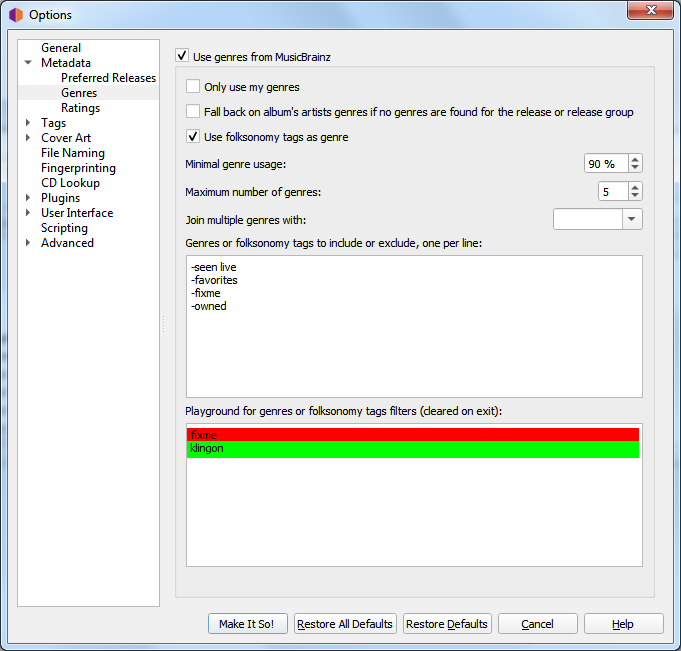 Options
General
Metadata
Preferred Releases
Genres
Ratings
Tags
Cover Art
File Naming
Fingerprinting
CD Lookup
Plugins
User Interface
Scripting
Advanced
Use genres from MusicBrainz
Only use my genres
Fall back on album's artists genres if no genres are found for the release or release group
Use folksonomy tags as genre
Minimal genre usage: 90 %
Maximum number of genres: 5
Join multiple genres with:
Genres or folksonomy tags to include or exclude, one per line:
-seen live
-favorites
-fixme
-owned
Playground for genres or folksonomy tags filters (cleared on exit):
fixme
klingon
Make It So! Restore All Defaults Restore Defaults Cancel Help